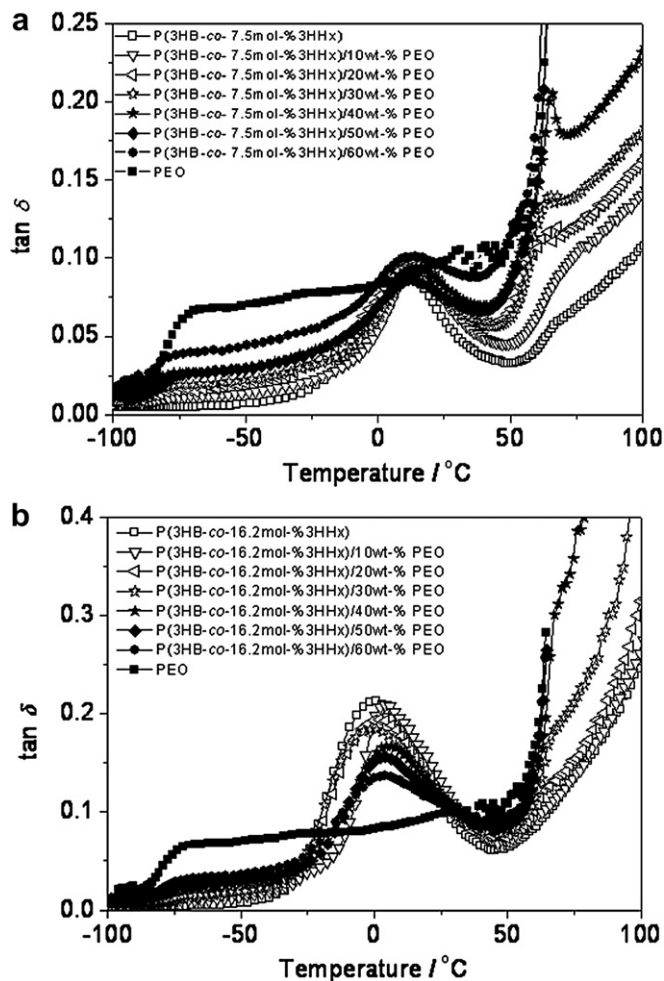 a
P(3HB-co- 7.5mol-%3HHx)
P(3HB-co- 7.5mol-%3HHx)/10wt-% PEO
P(3HB-co- 7.5mol-%3HHx)/20wt-% PEO
P(3HB-co- 7.5mol-%3HHx)/30wt-% PEO
P(3HB-co- 7.5mol-%3HHx)/40wt-% PEO
P(3HB-co- 7.5mol-%3HHx)/50wt-% PEO
P(3HB-co- 7.5mol-%3HHx)/60wt-% PEO
PEO
0.25
0.20
0.15
0.10
0.05
0.00
tan δ
-100 -50 0 50 100
Temperature / °C
b
P(3HB-co-16.2mol-%3HHx)
P(3HB-co-16.2mol-%3HHx)/10wt-% PEO
P(3HB-co-16.2mol-%3HHx)/20wt-% PEO
P(3HB-co-16.2mol-%3HHx)/30wt-% PEO
P(3HB-co-16.2mol-%3HHx)/40wt-% PEO
P(3HB-co-16.2mol-%3HHx)/50wt-% PEO
P(3HB-co-16.2mol-%3HHx)/60wt-% PEO
PEO
0.4
0.3
0.2
0.1
0.0
tan δ
-100 -50 0 50 100
Temperature / °C